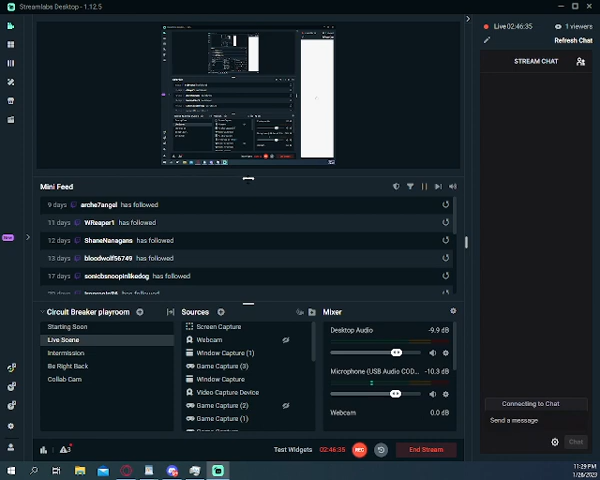 Streamlabs Desktop - 1.12.5
Live 02:46:35
1 viewers
Refresh Chat
STREAM CHAT
Mini Feed
9 days arche7angel has followed
11 days WReaper1 has followed
12 days ShaneNanagans has followed
13 days bloodwolf56749 has followed
17 days sonicbsnoopinlikedog has followed
Circuit Breaker playroom
Starting Soon
Live Scene
Intermission
Be Right Back
Collab Cam
Sources
Screen Capture
Webcam
Window Capture (1)
Game Capture (3)
Window Capture
Video Capture Device
Game Capture (2)
Game Capture (1)
Mixer
Desktop Audio -9.9 dB
Microphone (USB Audio COD... -10.3 dB
Webcam 0.0 dB
Connecting to Chat
Send a message
Chat
Test Widgets 02:46:35 REC End Stream
11:29 PM
1/28/2023